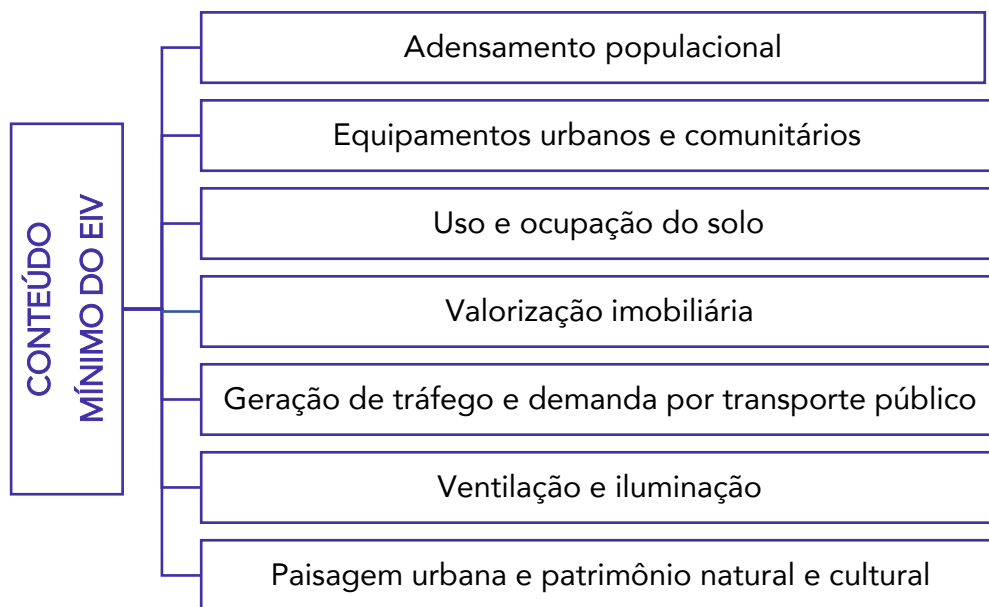 CONTEÚDO
MÍNIMO DO EIV
Adensamento populacional
Equipamentos urbanos e comunitários
Uso e ocupação do solo
Valorização imobiliária
Geração de tráfego e demanda por transporte público
Ventilação e iluminação
Paisagem urbana e patrimônio natural e cultural